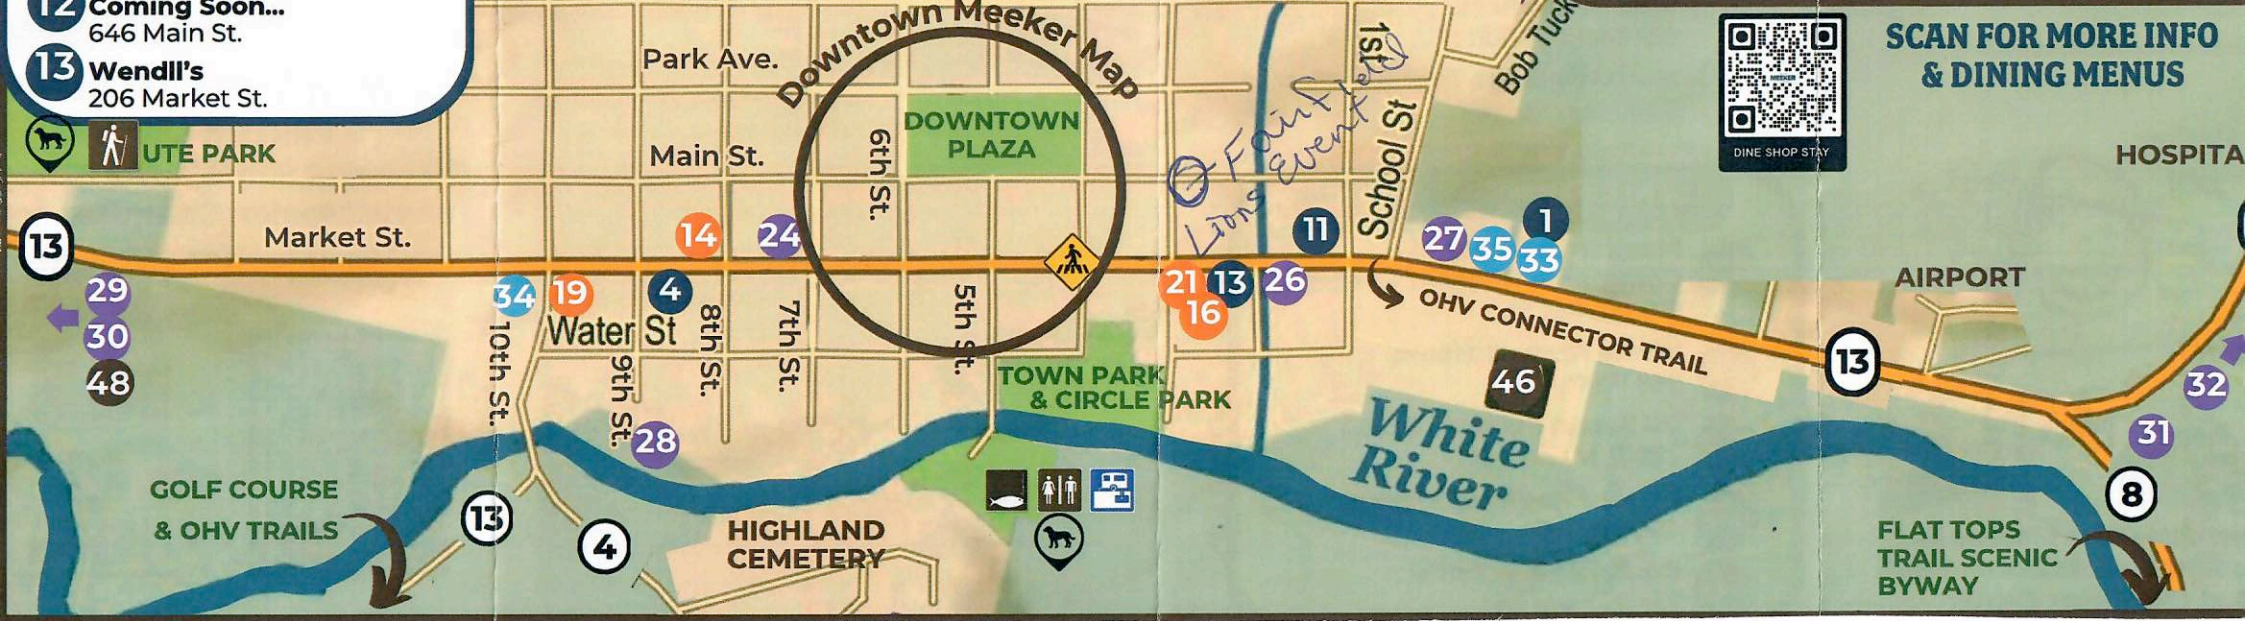 12 Coming Soon...
646 Main St.
13 Wendll's
206 Market St.
UTE PARK
Park Ave.
Main St.
Market St.
Downtown Meeker Map
DOWNTOWN
PLAZA
6th St.
Fairfield
Lions Event
1st
School St
Bob Tuck
MEEKER
DINE SHOP STAY
SCAN FOR MORE INFO
& DINING MENUS
HOSPITA
13
14
24
11
27
35
1
33
29
30
48
34
19
4
21
13
26
16
Water St
10th St.
9th St.
8th St.
7th St.
5th St.
OHV CONNECTOR TRAIL
AIRPORT
13
46
32
31
28
TOWN PARK
& CIRCLE PARK
White
River
GOLF COURSE
& OHV TRAILS
13
4
HIGHLAND
CEMETERY
8
FLAT TOPS
TRAIL SCENIC
BYWAY